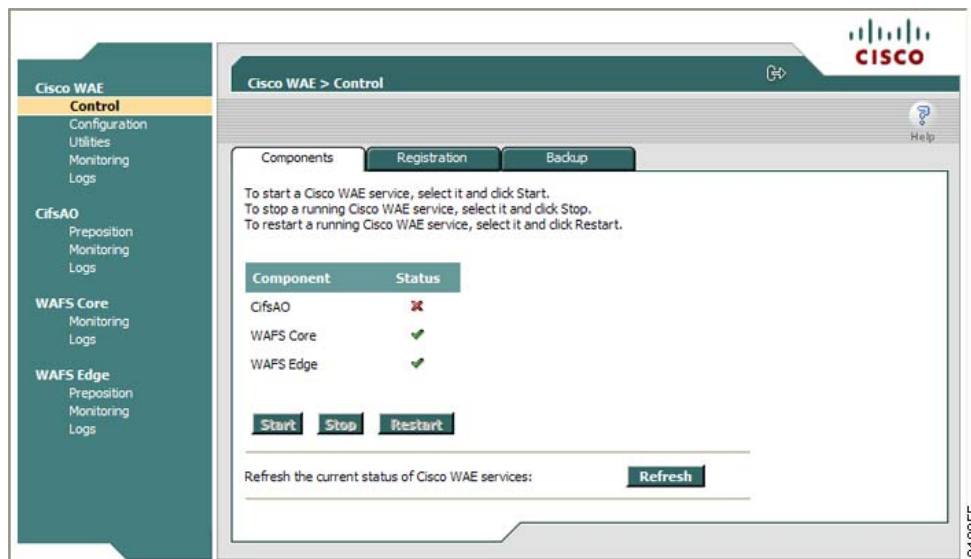 CISCO
Cisco WAE
Control
Configuration
Utilities
Monitoring
Logs
CifsAO
Preposition
Monitoring
Logs
WAFS Core
Monitoring
Logs
WAFS Edge
Preposition
Monitoring
Logs
Cisco WAE > Control
Help
Components Registration Backup
To start a Cisco WAE service, select it and click Start.
To stop a running Cisco WAE service, select it and click Stop.
To restart a running Cisco WAE service, select it and click Restart.
Component Status
CifsAO
WAFS Core
WAFS Edge
Start Stop Restart
Refresh the current status of Cisco WAE services: Refresh